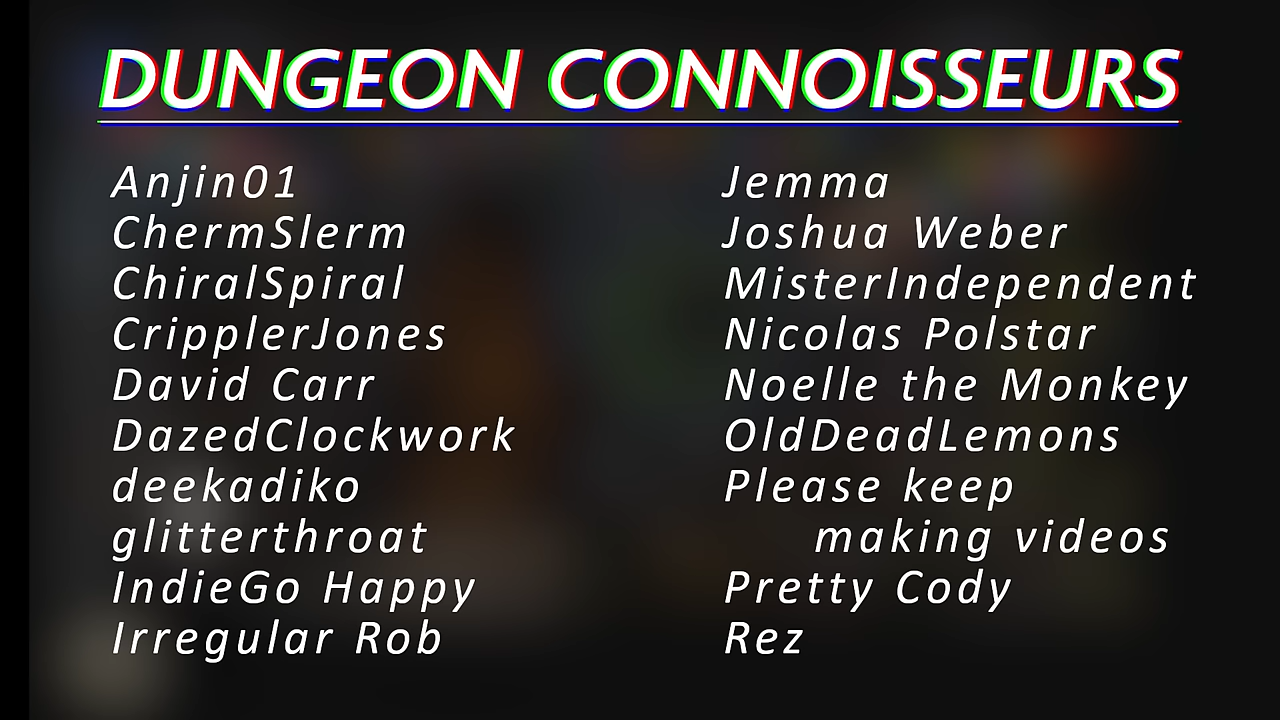 DUNGEON CONNOISSEURS
Anjin01
ChermSlerm
ChiralSpiral
CripplerJones
David Carr
DazedClockwork
deekadiko
glitterthroat
IndieGo Happy
Irregular Rob
Jemma
Joshua Weber
MisterIndependent
Nicolas Polstar
Noelle the Monkey
OldDeadLemons
Please keep
making videos
Pretty Cody
Rez